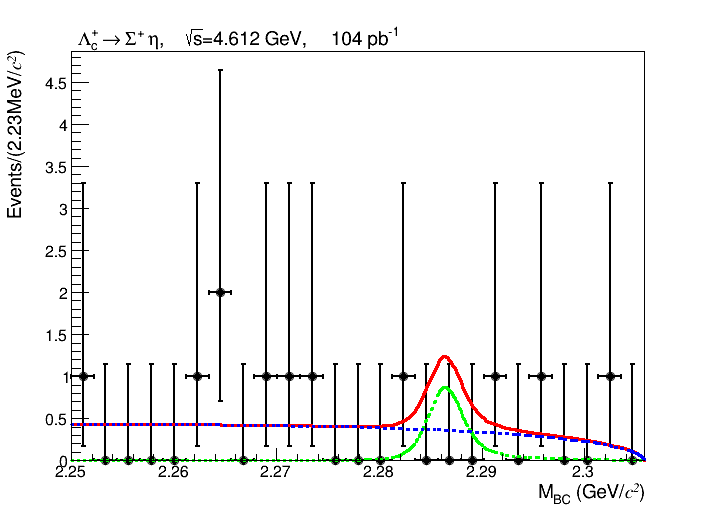 Λc+→Σ+η, √s=4.612 GeV, 104 pb-1
Events/(2.23MeV/c2)
4.5
4
3.5
3
2.5
2
1.5
1
0.5
0
2.25 2.26 2.27 2.28 2.29 2.3
MBC (GeV/c2)